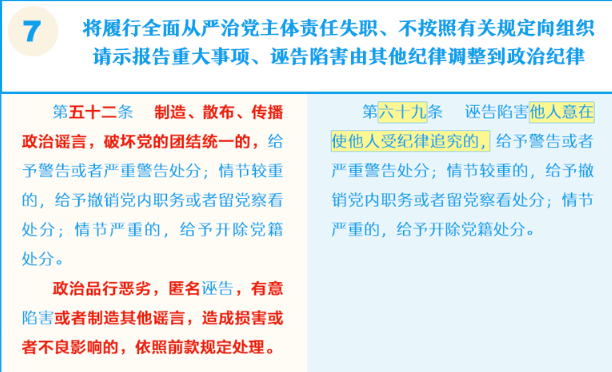 7
将履行全面从严治党主体责任失职、不按照有关规定向组织
请示报告重大事项、诬告陷害由其他纪律调整到政治纪律
第五十二条 制造、散布、传播
政治谣言，破坏党的团结统一的，给
予警告或者严重警告处分；情节较重
的，给予撤销党内职务或者留党察看
处分；情节严重的，给予开除党籍
处分。
政治品行恶劣，匿名诬告，有意
陷害或者制造其他谣言，造成损害或
者不良影响的，依照前款规定处理。
第六十九条 诬告陷害他人意在
使他人受纪律追究的，给予警告或者
严重警告处分；情节较重的，给予撤
销党内职务或者留党察看处分；情节
严重的，给予开除党籍处分。